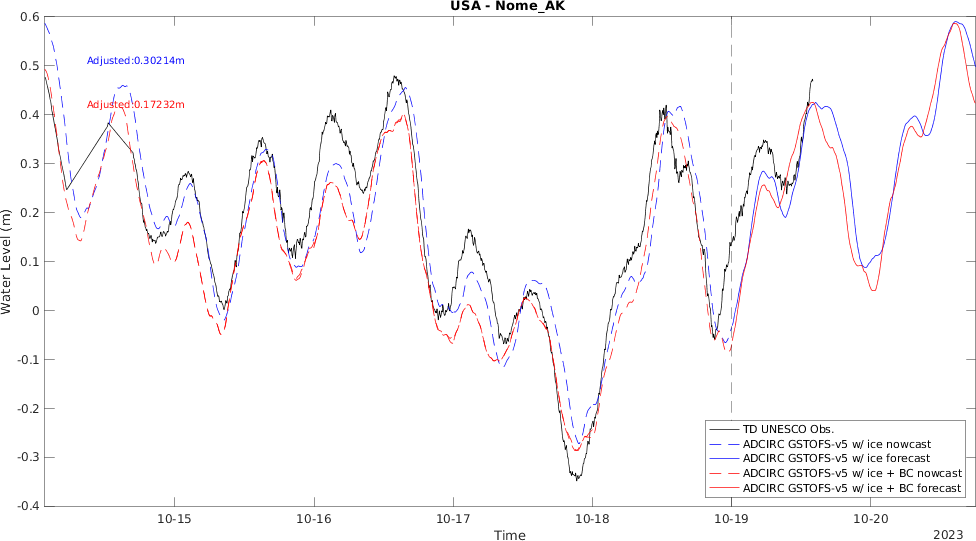 USA - Nome_AK
0.6
0.5
0.4
0.3
0.2
0.1
0
-0.1
-0.2
-0.3
-0.4
Water Level (m)
Adjusted:0.30214m
Adjusted:0.17232m
TD UNESCO Obs.
ADCIRC GSTOFS-v5 w/ ice nowcast
ADCIRC GSTOFS-v5 w/ ice forecast
ADCIRC GSTOFS-v5 w/ ice + BC nowcast
ADCIRC GSTOFS-v5 w/ ice + BC forecast
10-15 10-16 10-17 10-18 10-19 10-20
Time
2023